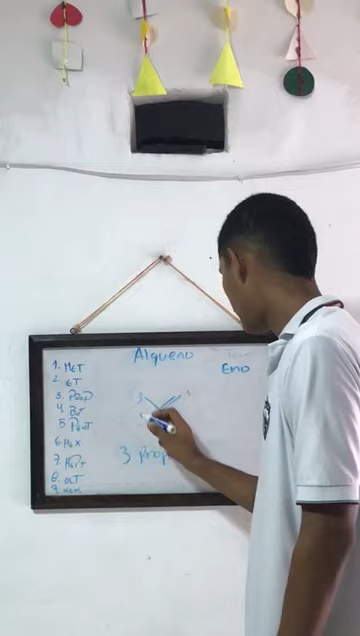 Alqueno
Eno
1. MET
2. ET
3. PROP
4 BUT
5 PENT
6. HEX
7. HEPT
8. OCT
9. NON
3 Prop